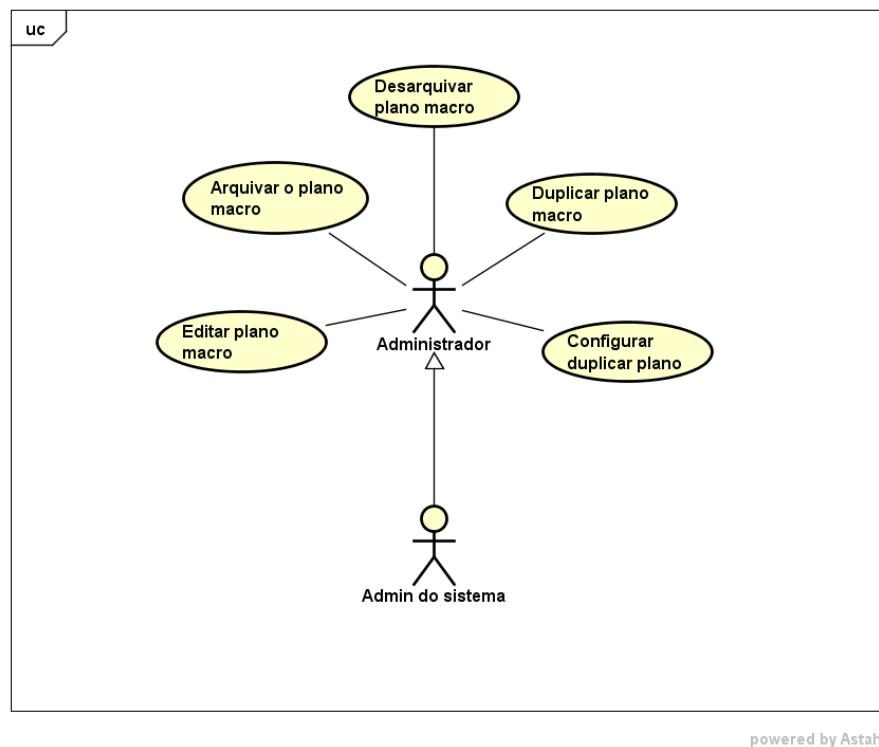 uc
Desarquivar
plano macro
Arquivar o plano
macro
Duplicar plano
macro
Editar plano
macro
Administrador
Configurar
duplicar plano
Admin do sistema
powered by Astah